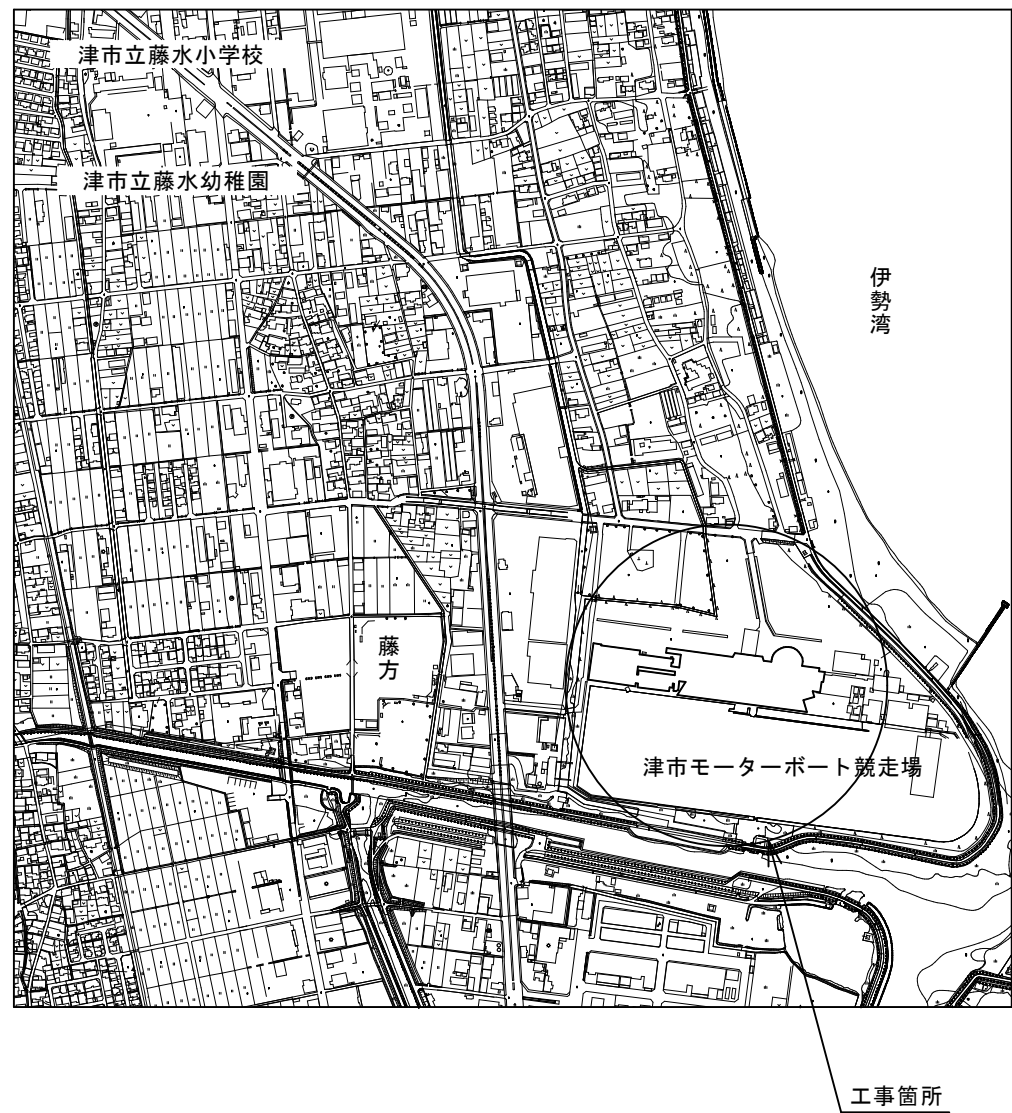 津市立藤水小学校
津市立藤水幼稚園
伊勢湾
藤方
津市モーターボート競走場
工事箇所